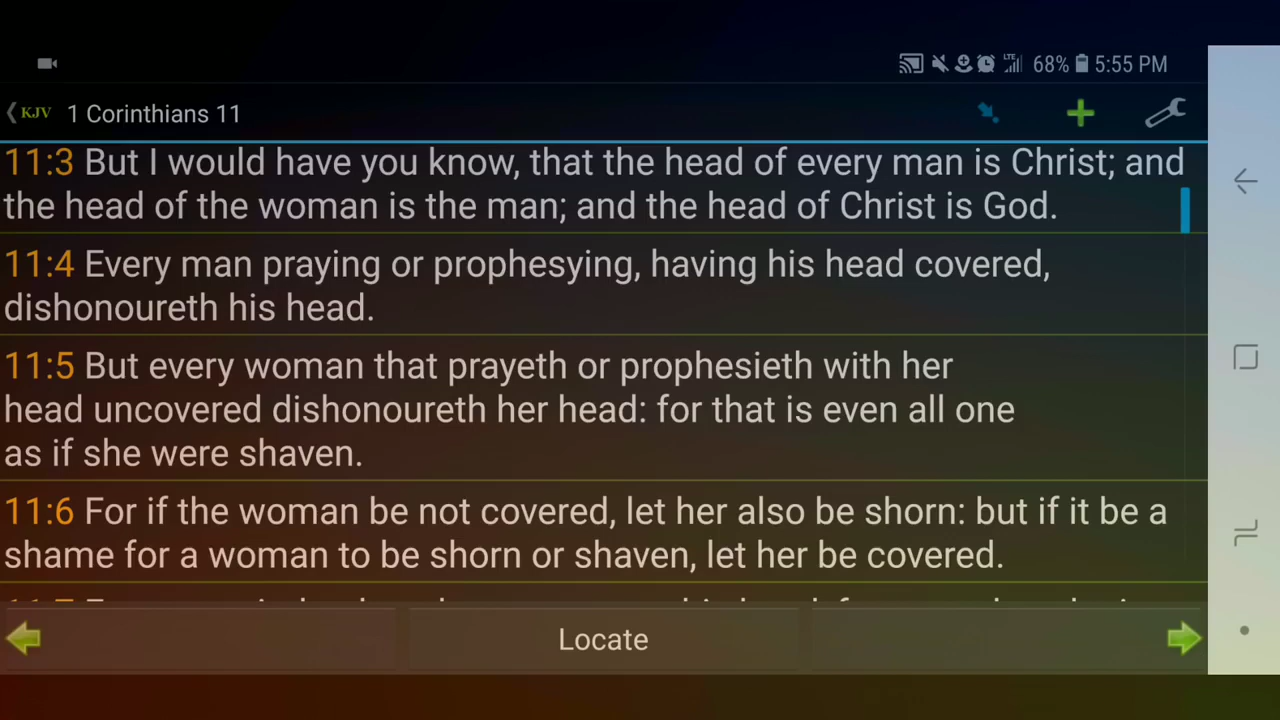 68% 5:55 PM
KJV 1 Corinthians 11
11:3 But I would have you know, that the head of every man is Christ; and
the head of the woman is the man; and the head of Christ is God.
11:4 Every man praying or prophesying, having his head covered,
dishonoureth his head.
11:5 But every woman that prayeth or prophesieth with her
head uncovered dishonoureth her head: for that is even all one
as if she were shaven.
11:6 For if the woman be not covered, let her also be shorn: but if it be a
shame for a woman to be shorn or shaven, let her be covered.
Locate